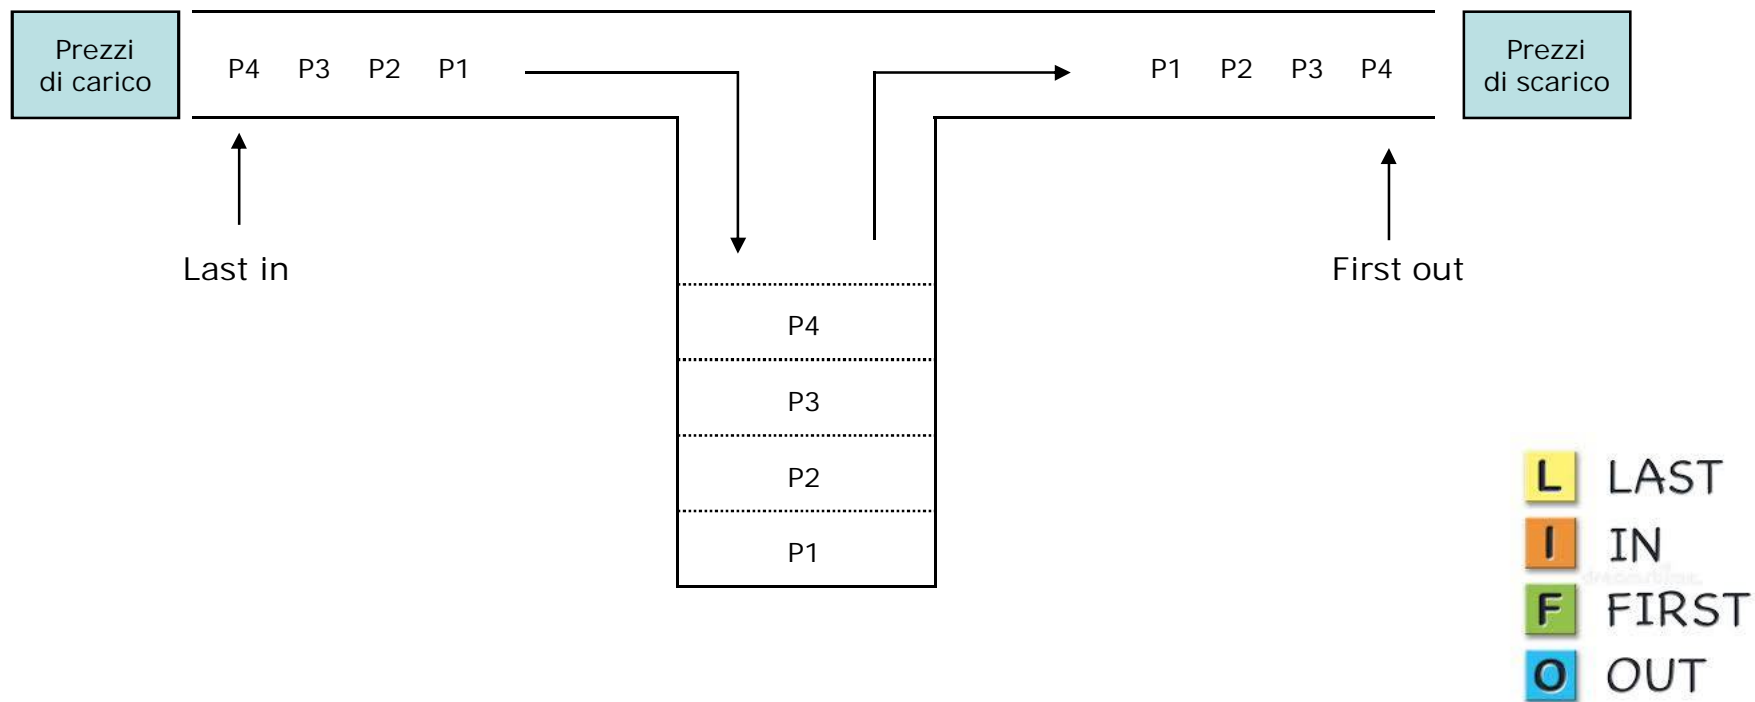 Prezzi
di carico
P4 P3 P2 P1
P1 P2 P3 P4
Prezzi
di scarico
Last in
First out
P4
P3
P2
P1
L LAST
I IN
F FIRST
O OUT